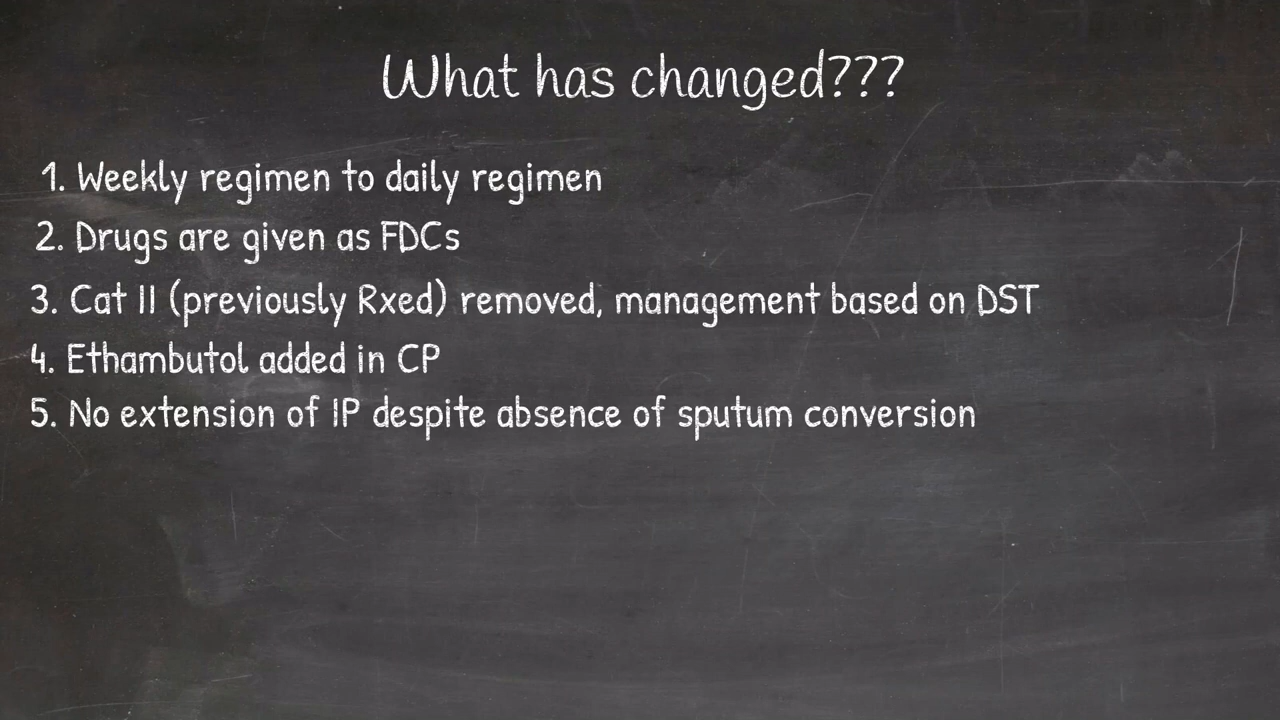 What has changed???
1. Weekly regimen to daily regimen
2. Drugs are given as FDCs
3. Cat II (previously Rxed) removed, management based on DST
4. Ethambutol added in CP
5. No extension of IP despite absence of sputum conversion